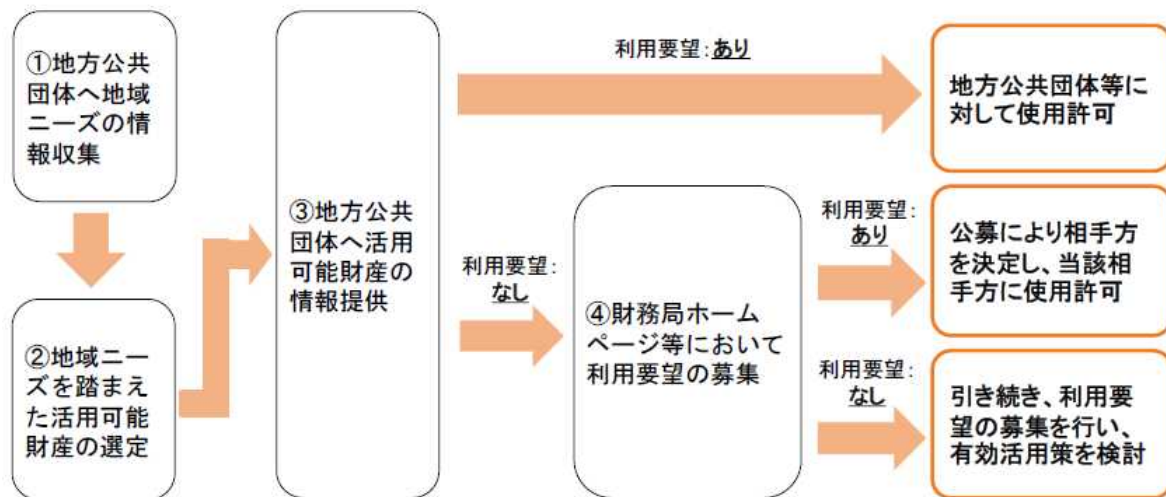 ①地方公共
団体へ地域
ニーズの情
報収集
②地域ニー
ズを踏まえ
た活用可能
財産の選定
③地方公共
団体へ活用
可能財産の
情報提供
利用要望：あり
地方公共団体等に
対して使用許可
利用要望：
なし
④財務局ホーム
ページ等において
利用要望の募集
利用要望：
あり
公募により相手方
を決定し、当該相
手方に使用許可
利用要望：
なし
引き続き、利用要
望の募集を行い、
有効活用策を検討